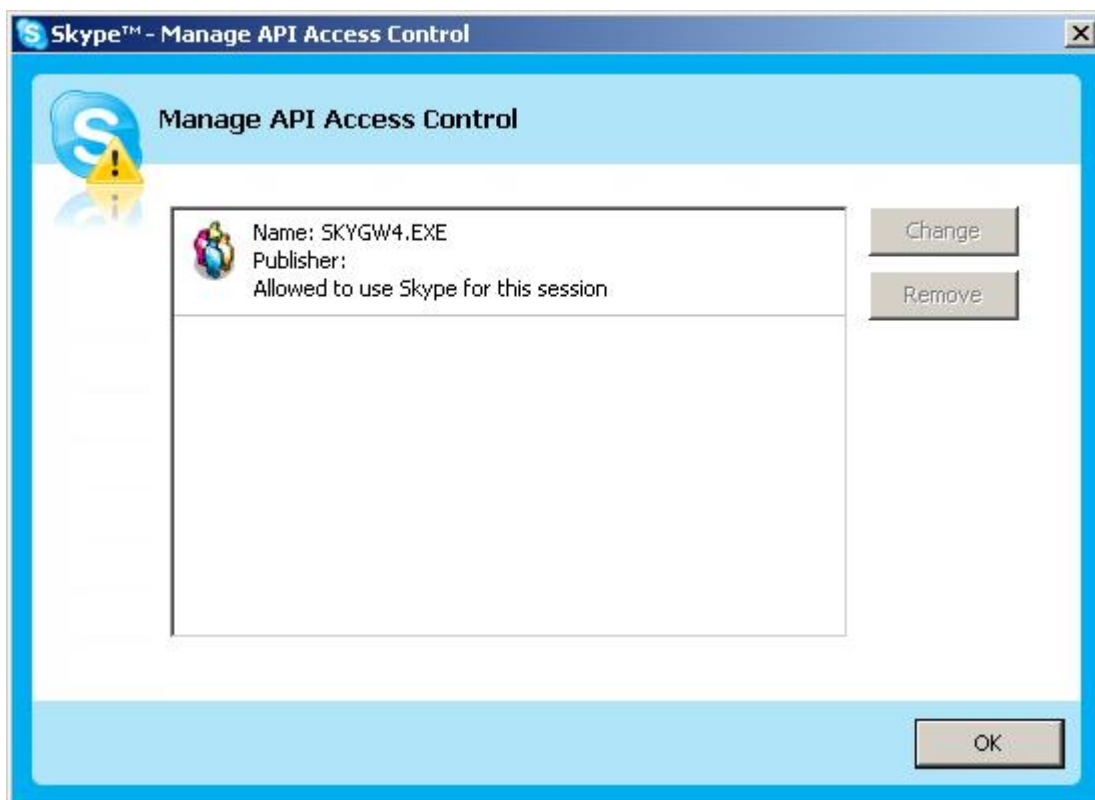 Skype™ - Manage API Access Control
Manage API Access Control
Name: SKYGW4.EXE
Publisher:
Allowed to use Skype for this session
Change
Remove
OK